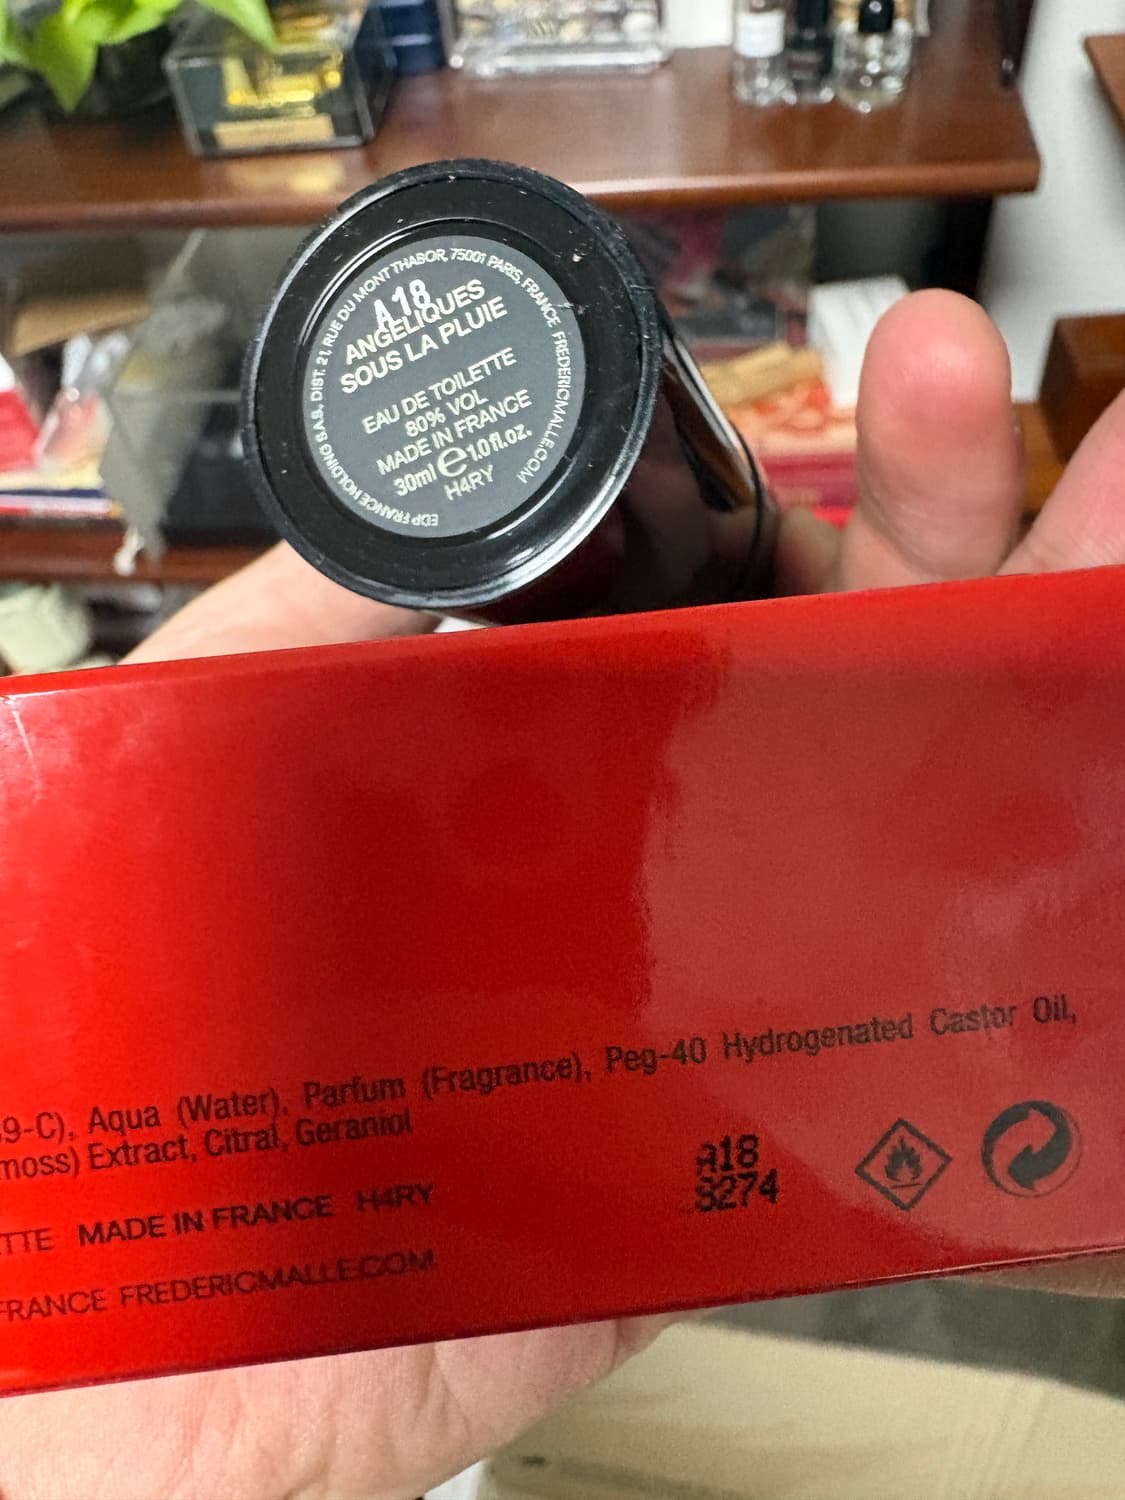 EDP FRANCE HOLDING S.A.S. DIST. 21, RUE DU MONT THABOR, 75001 PARIS, FRANCE FREDERICMALLE.COM
A18
ANGELIQUES
SOUS LA PLUIE
EAU DE TOILETTE
80% VOL
MADE IN FRANCE
30ml e 1.0 fl.oz.
H4RY
9-C), Aqua (Water), Parfum (Fragrance), Peg-40 Hydrogenated Castor Oil,
moss) Extract, Citral, Geraniol
TTE MADE IN FRANCE H4RY
FRANCE FREDERICMALLE.COM
A18
8274